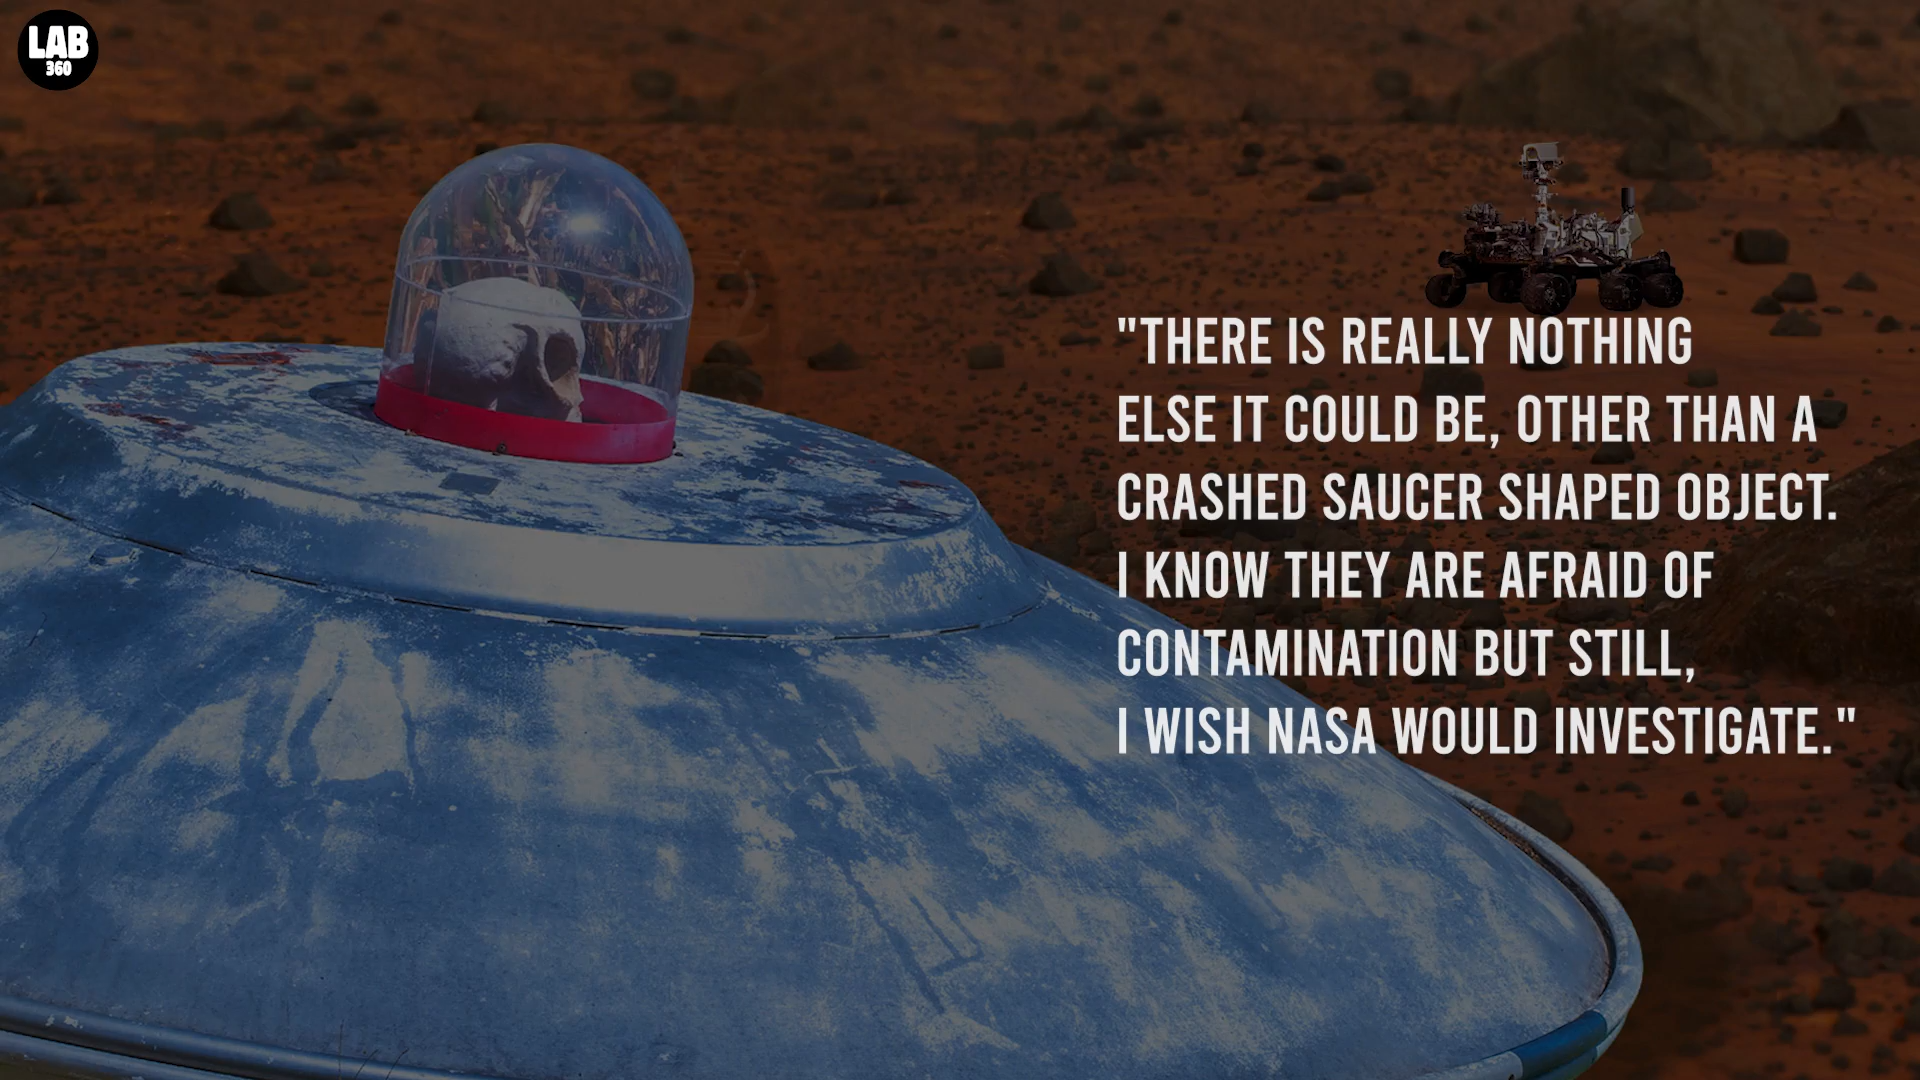 LAB
360
"THERE IS REALLY NOTHING
ELSE IT COULD BE, OTHER THAN A
CRASHED SAUCER SHAPED OBJECT.
I KNOW THEY ARE AFRAID OF
CONTAMINATION BUT STILL,
I WISH NASA WOULD INVESTIGATE."